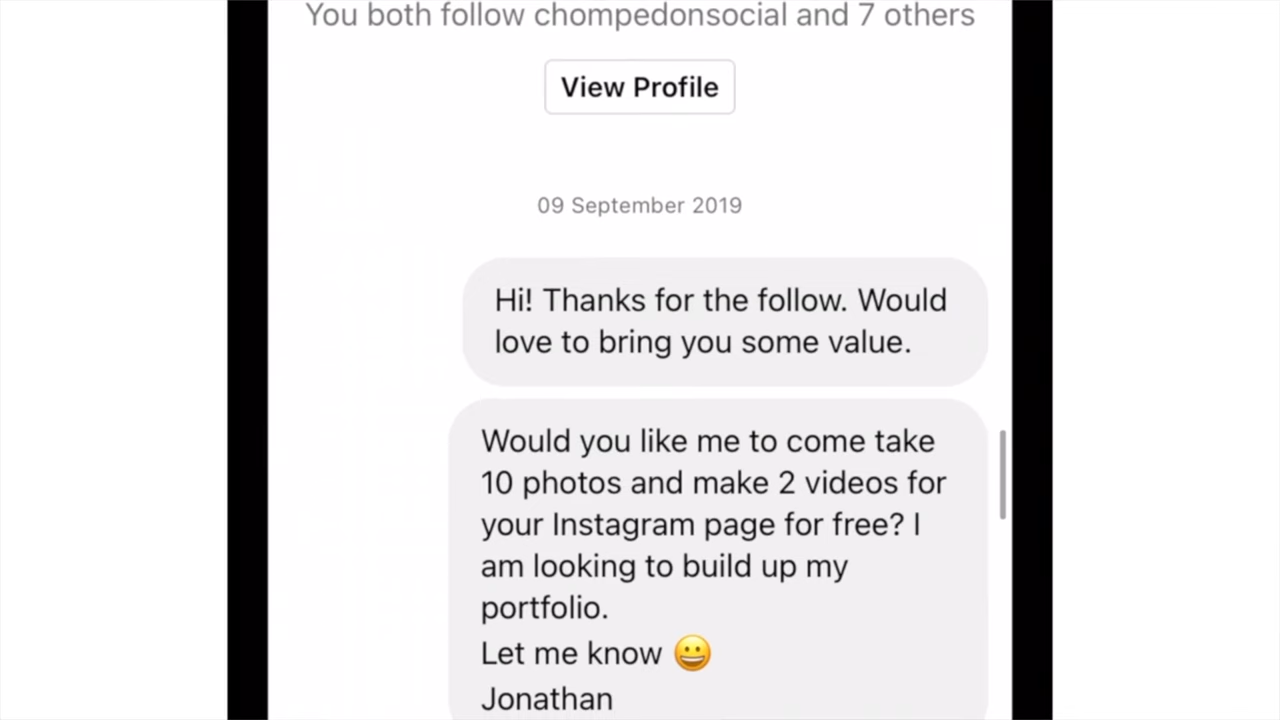 You both follow chompedonsocial and 7 others
View Profile
09 September 2019
Hi! Thanks for the follow. Would
love to bring you some value.
Would you like me to come take
10 photos and make 2 videos for
your Instagram page for free? I
am looking to build up my
portfolio.
Let me know 😀
Jonathan